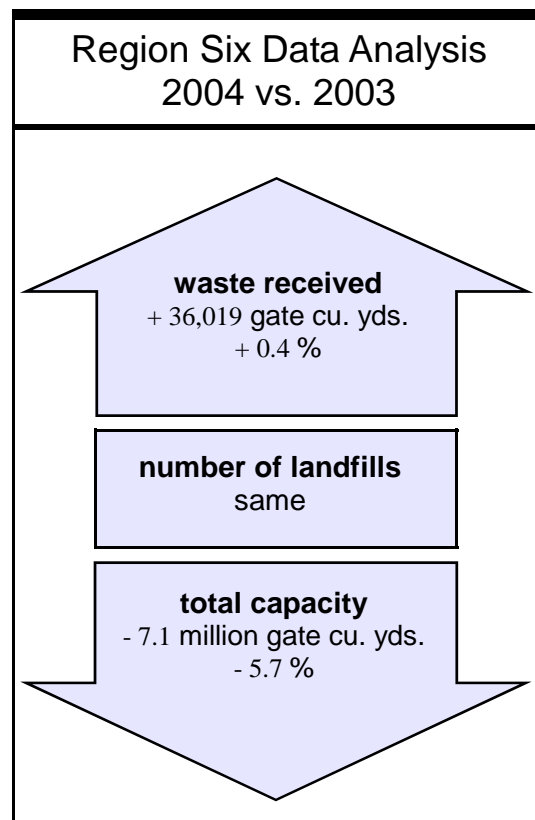 Region Six Data Analysis
2004 vs. 2003
waste received
+ 36,019 gate cu. yds.
+ 0.4 %
number of landfills
same
total capacity
- 7.1 million gate cu. yds.
- 5.7 %